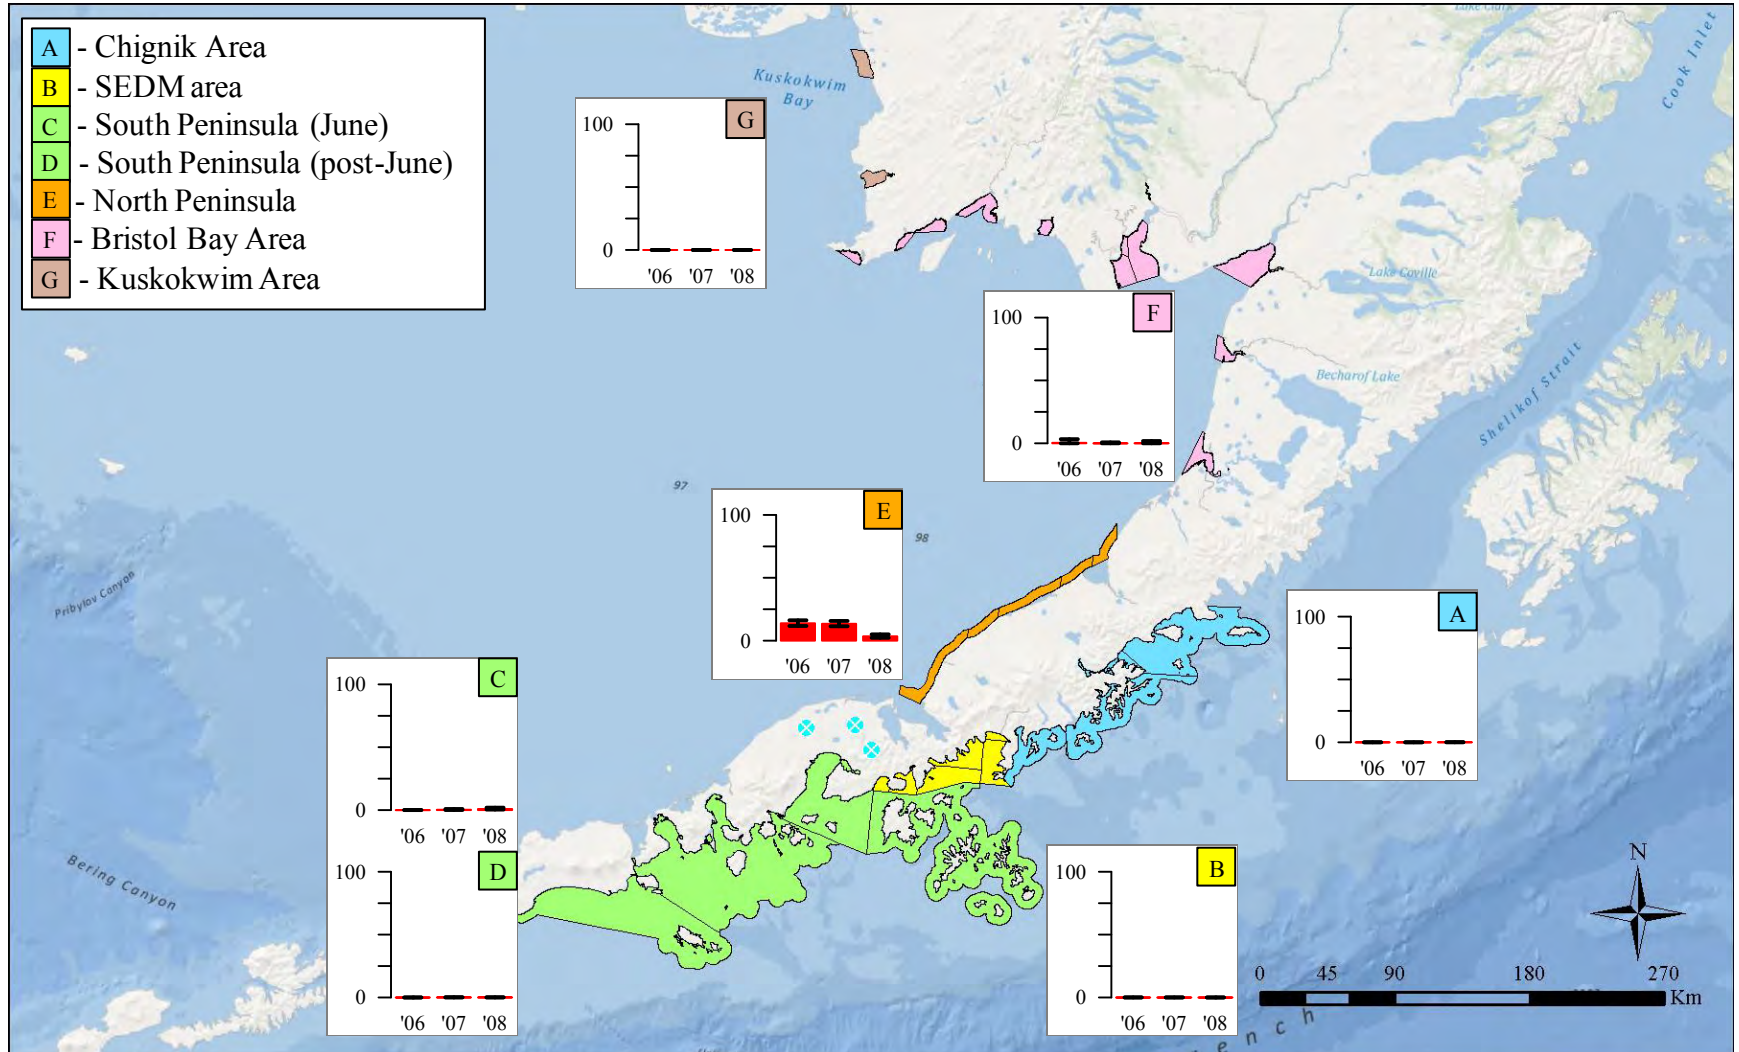 A - Chignik Area
B - SEDM area
C - South Peninsula (June)
D - South Peninsula (post-June)
E - North Peninsula
F - Bristol Bay Area
G - Kuskokwim Area
Lake Clark
Cook Inlet
Kuskokwim
Bay
G
100
0
'06 '07 '08
Lake Coville
F
100
0
'06 '07 '08
Becharof Lake
Shelikof Strait
97
98
E
100
0
'06 '07 '08
Pribylov Canyon
A
100
0
'06 '07 '08
C
100
0
'06 '07 '08
Bering Canyon
D
100
0
'06 '07 '08
B
100
0
'06 '07 '08
N
0 45 90 180 270
Km